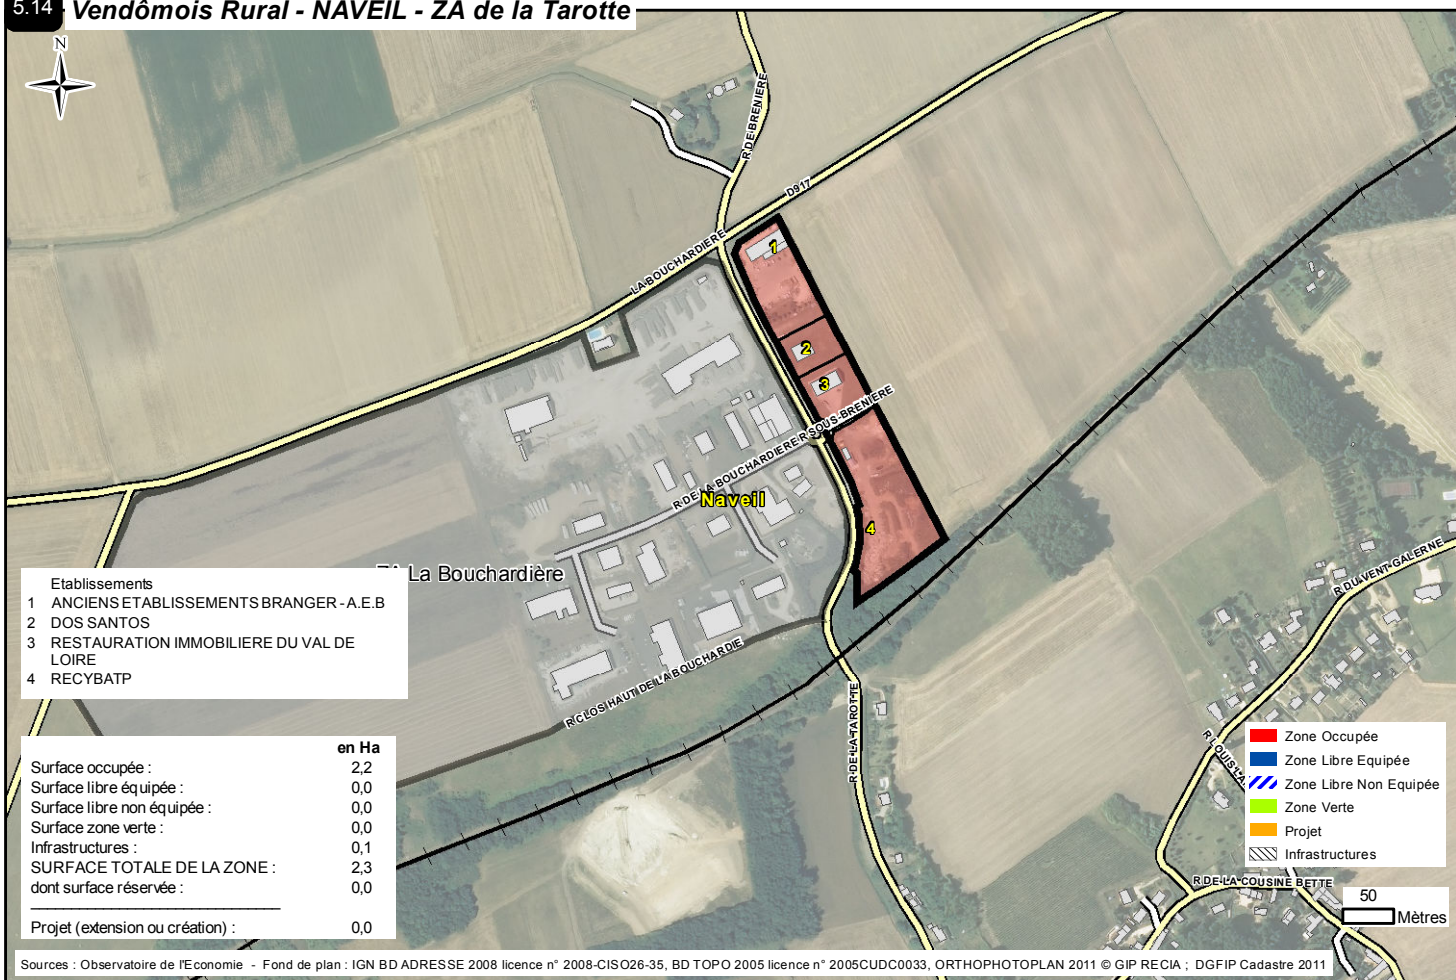 5.14 Vendômois Rural - NAVEIL - ZA de la Tarotte
N
R DE BRENIERE
D917
LA BOUCHARDIERE
1
2
3
R DE LA BOUCHARDIERE R SOUS-BRENIERE
Naveil
4
ZA La Bouchardière
R CLOS HAUT DE LA BOUCHARDIE
R DE LA TAROTTE
R DU VENT GALERNE
R LOUIS LA
R DE LA COUSINE BETTE
Etablissements
1 ANCIENS ETABLISSEMENTS BRANGER - A.E.B
2 DOS SANTOS
3 RESTAURATION IMMOBILIERE DU VAL DE
LOIRE
4 RECYBATP
en Ha
Surface occupée : 2,2
Surface libre équipée : 0,0
Surface libre non équipée : 0,0
Surface zone verte : 0,0
Infrastructures : 0,1
SURFACE TOTALE DE LA ZONE : 2,3
dont surface réservée : 0,0
Projet (extension ou création) : 0,0
Zone Occupée
Zone Libre Equipée
Zone Libre Non Equipée
Zone Verte
Projet
Infrastructures
50
Mètres
Sources : Observatoire de l'Economie - Fond de plan : IGN BD ADRESSE 2008 licence n° 2008-CISO26-35, BD TOPO 2005 licence n° 2005CUDC0033, ORTHOPHOTOPLAN 2011 © GIP RECIA ; DGFIP Cadastre 2011